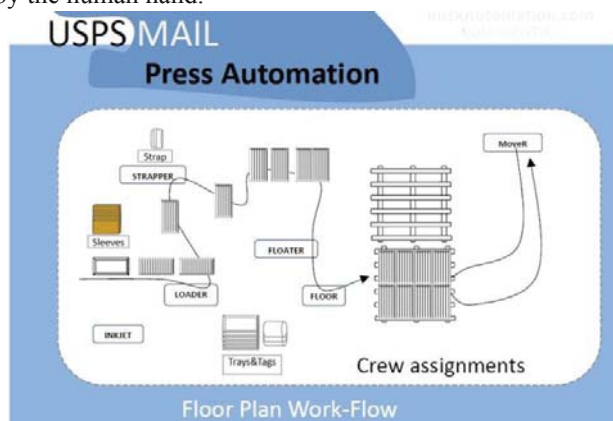 by the human hand.
USPS MAIL
Press Automation
Strap
STRAPPER
MoveR
Sleeves
FLOATER
LOADER
FLOOR
INKJET
Trays&Tags
Crew assignments
Floor Plan Work-Flow